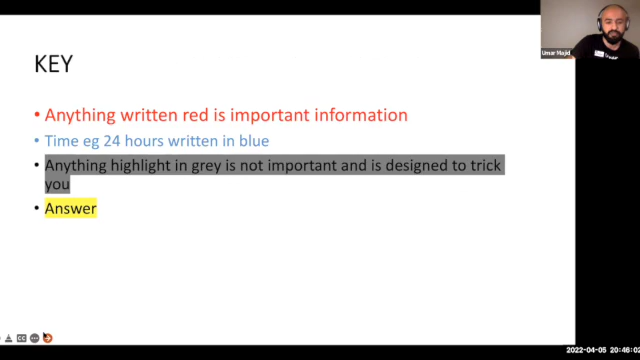 KEY
• Anything written red is important information
• Time eg 24 hours written in blue
• Anything highlight in grey is not important and is designed to trick
you
• Answer
Umar Majid
CC
2022-04-05 20:46:02